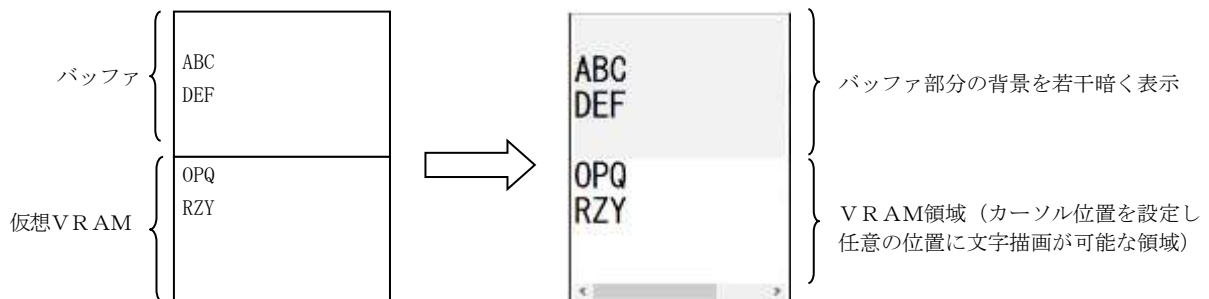 バッファ
ABC
DEF
仮想ＶＲＡＭ
OPQ
RZY
ABC
DEF
OPQ
RZY
バッファ部分の背景を若干暗く表示
ＶＲＡＭ領域（カーソル位置を設定し
任意の位置に文字描画が可能な領域）